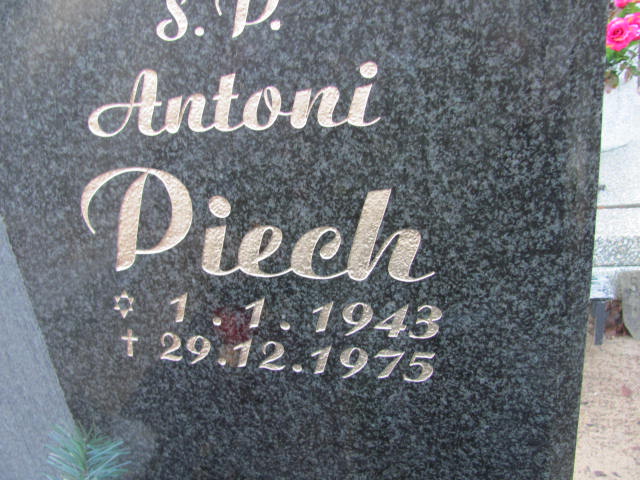 Ś. P.
Antoni
Piech
✡ 1. 1. 1943
✝ 29.12.1975